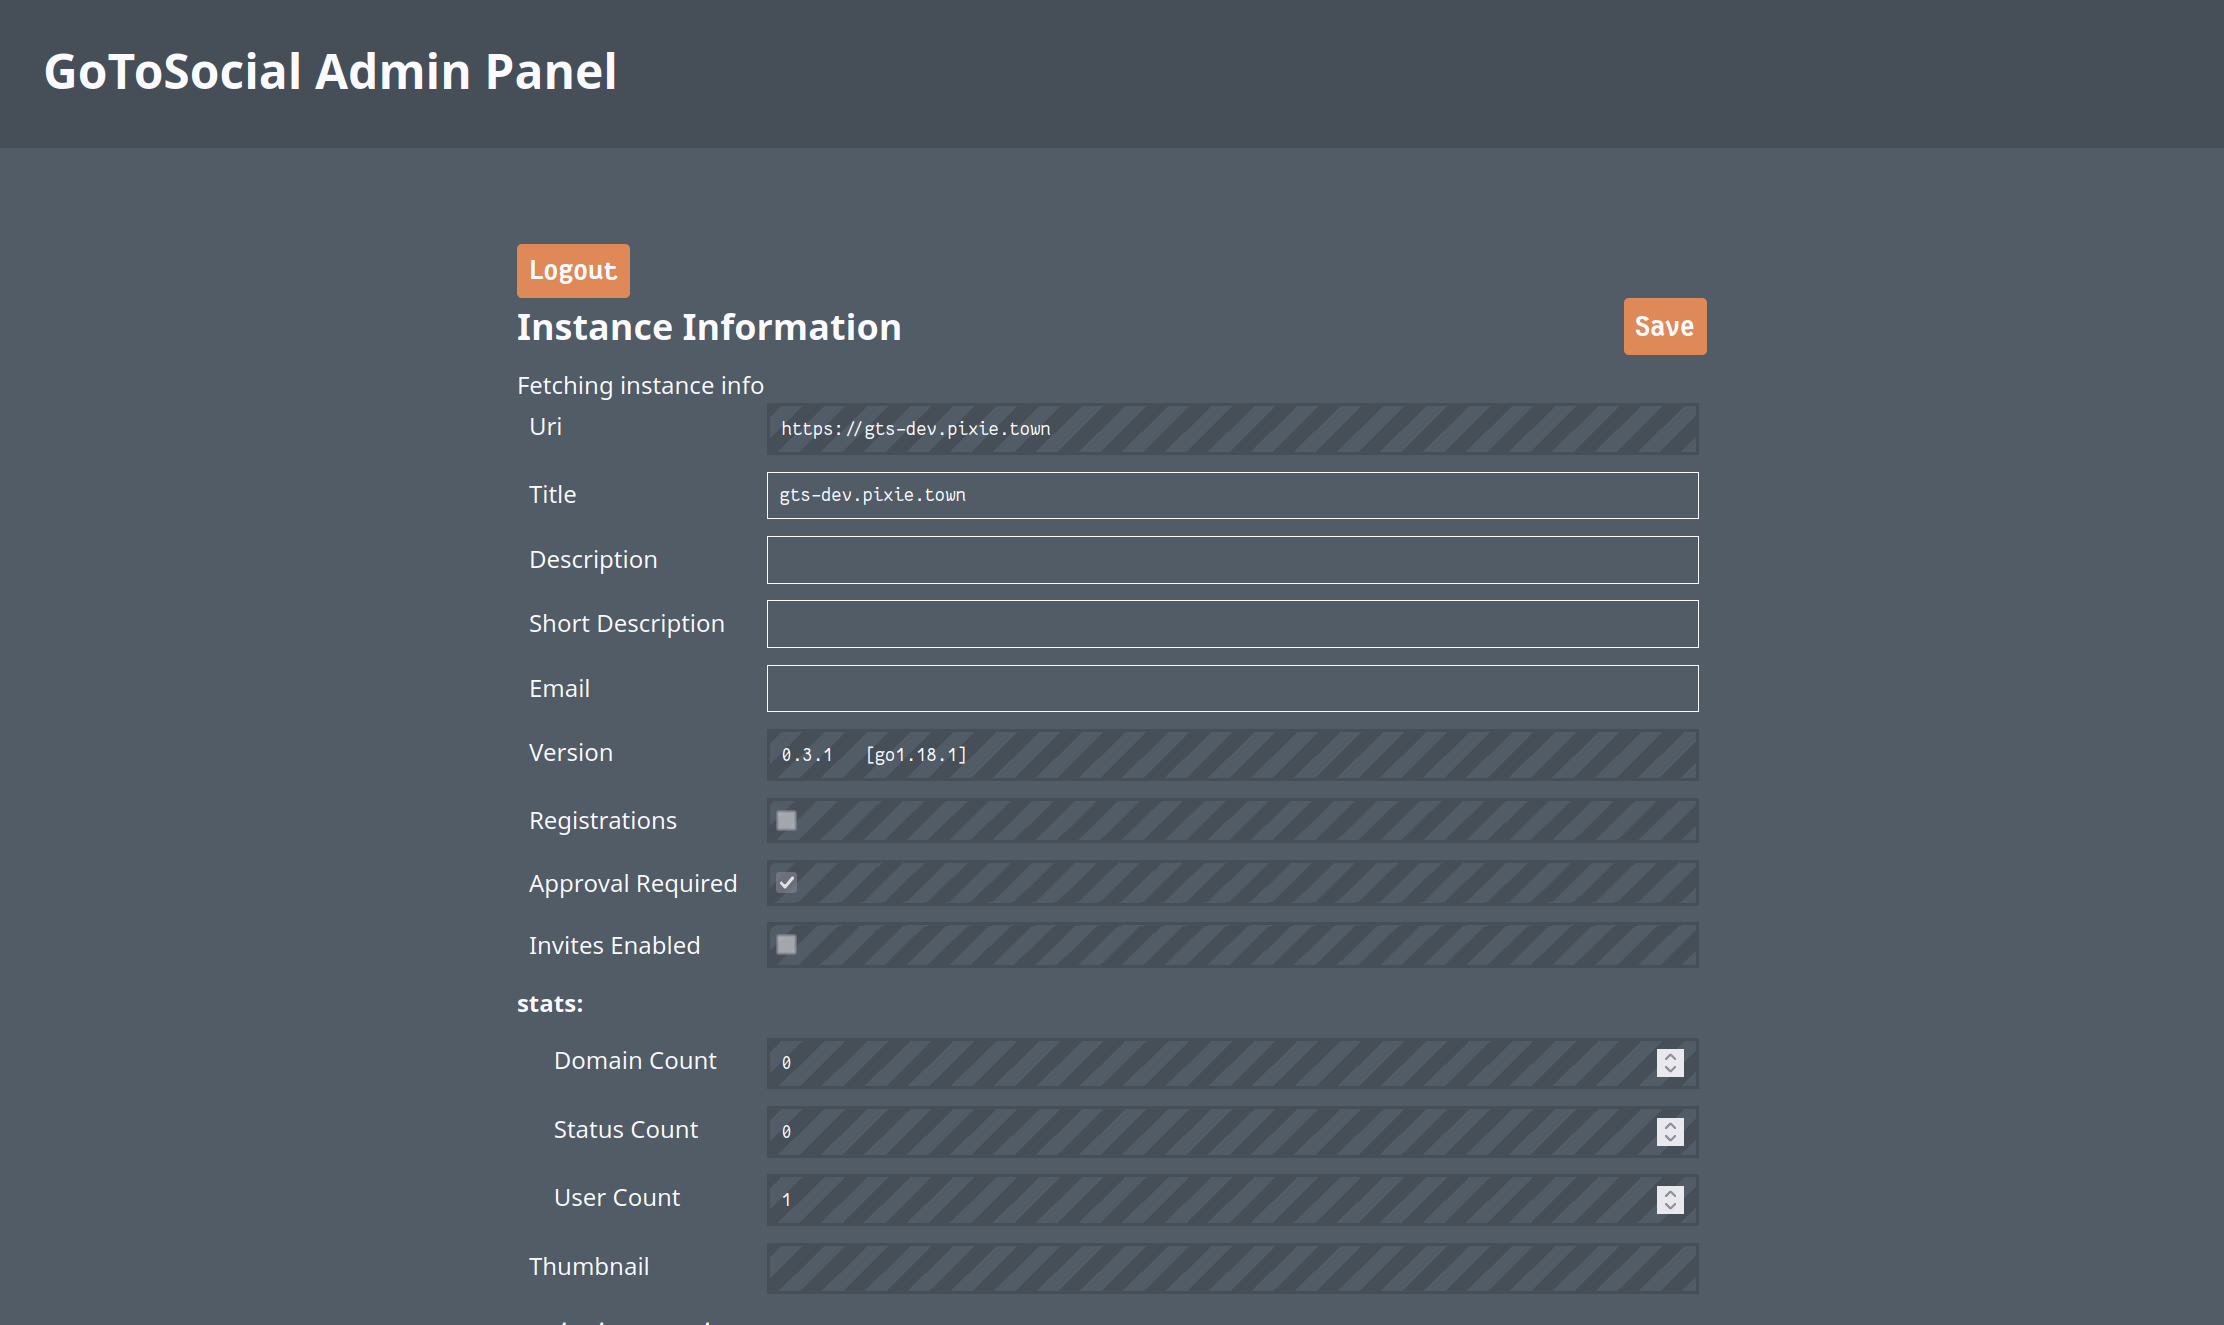 GoToSocial Admin Panel
Logout
Instance Information
Save
Fetching instance info
Uri
https://gts-dev.pixie.town
Title
gts-dev.pixie.town
Description
Short Description
Email
Version
0.3.1 [go1.18.1]
Registrations
Approval Required
Invites Enabled
stats:
Domain Count
0
Status Count
0
User Count
1
Thumbnail